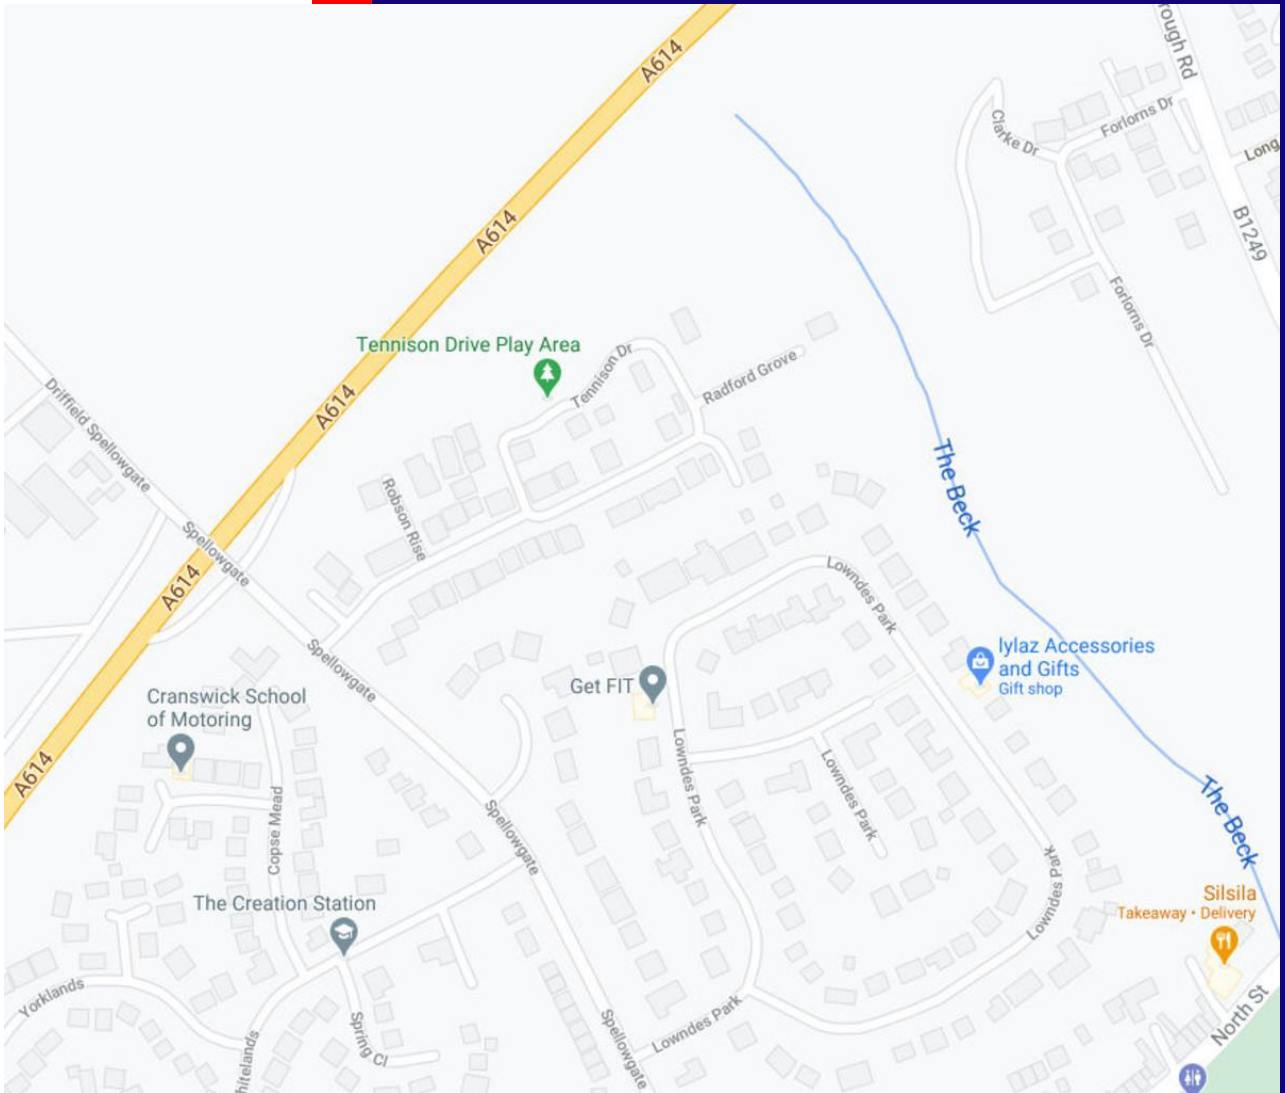 A614
rough Rd
Forlorns Dr
Clarke Dr
Long
B1249
A614
Forlorns Dr
Tennison Drive Play Area
Tennison Dr
Radford Grove
Driffield Spellowgate
A614
The Beck
Robson Rise
Spellowgate
A614
Lowndes Park
Spellowgate
lylaz Accessories
and Gifts
Gift shop
Get FIT
Cranswick School
of Motoring
A614
Lowndes Park
Lowndes Park
The Beck
Copse Mead
Spellowgate
Lowndes Park
Silsila
Takeaway • Delivery
The Creation Station
Yorklands
Lowndes Park
North St
Spring Cl
Spellowgate
hitelands